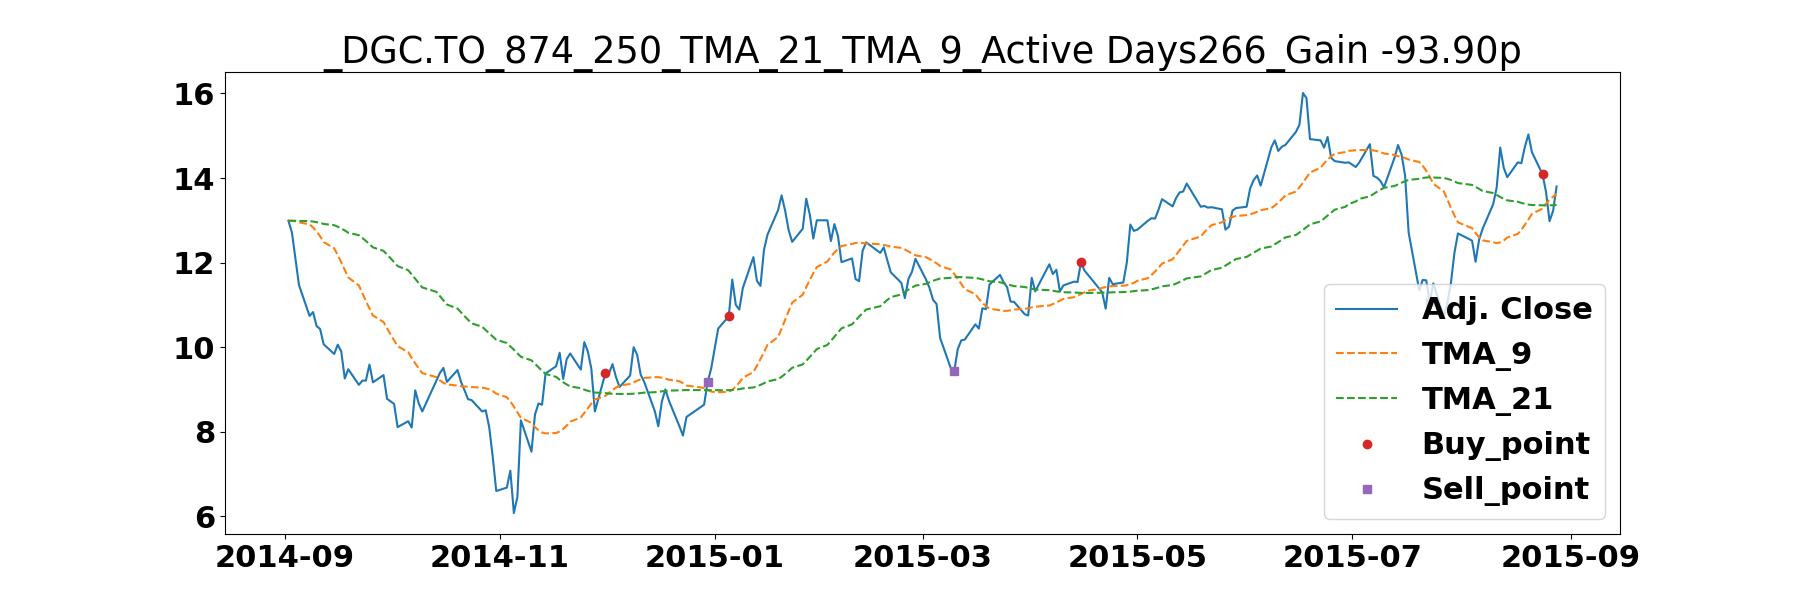 _DGC.TO_874_250_TMA_21_TMA_9_Active Days266_Gain -93.90p
16
14
12
10
8
6
2014-09 2014-11 2015-01 2015-03 2015-05 2015-07 2015-09
Adj. Close
TMA_9
TMA_21
Buy_point
Sell_point